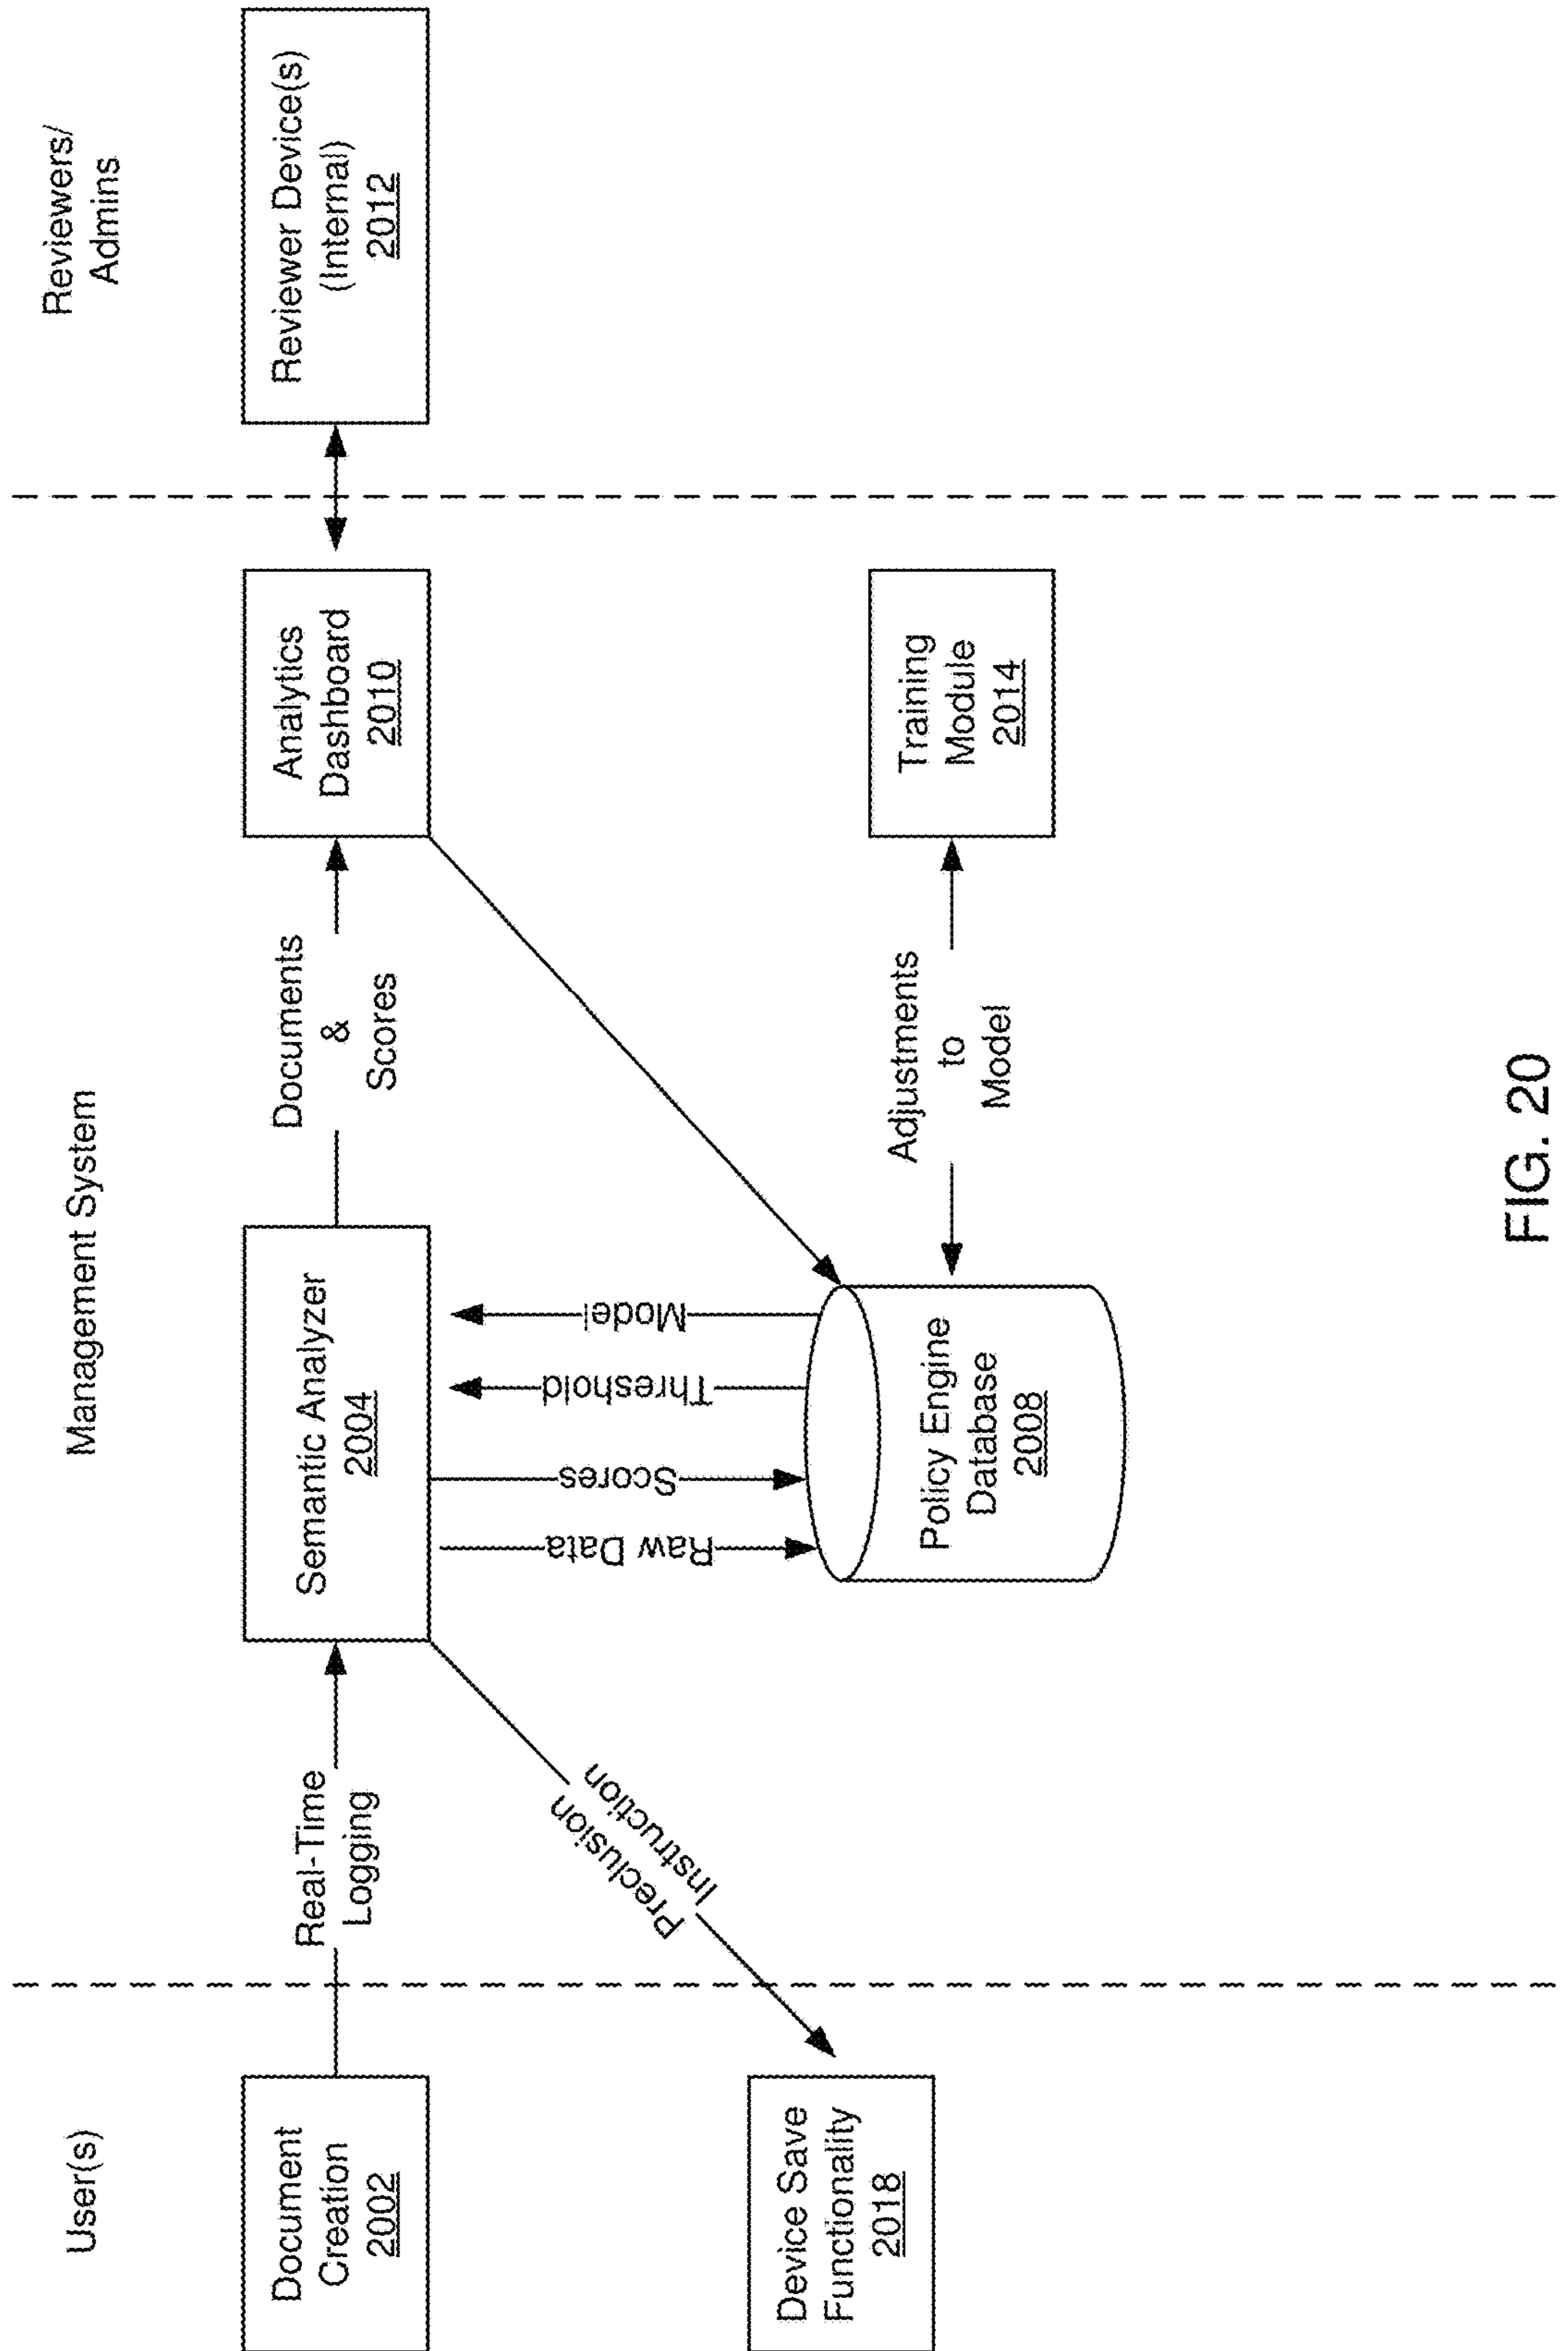 User(s)
Management System
Reviewers/
Admins
Document
Creation
2002
Real-Time
Logging
Semantic Analyzer
2004
Documents
&
Scores
Analytics
Dashboard
2010
Reviewer Device(s)
(Internal)
2012
Preclusion
Instruction
Raw Data
Scores
Threshold
Model
Device Save
Functionality
2018
Policy Engine
Database
2008
Adjustments
to
Model
Training
Module
2014
FIG. 20